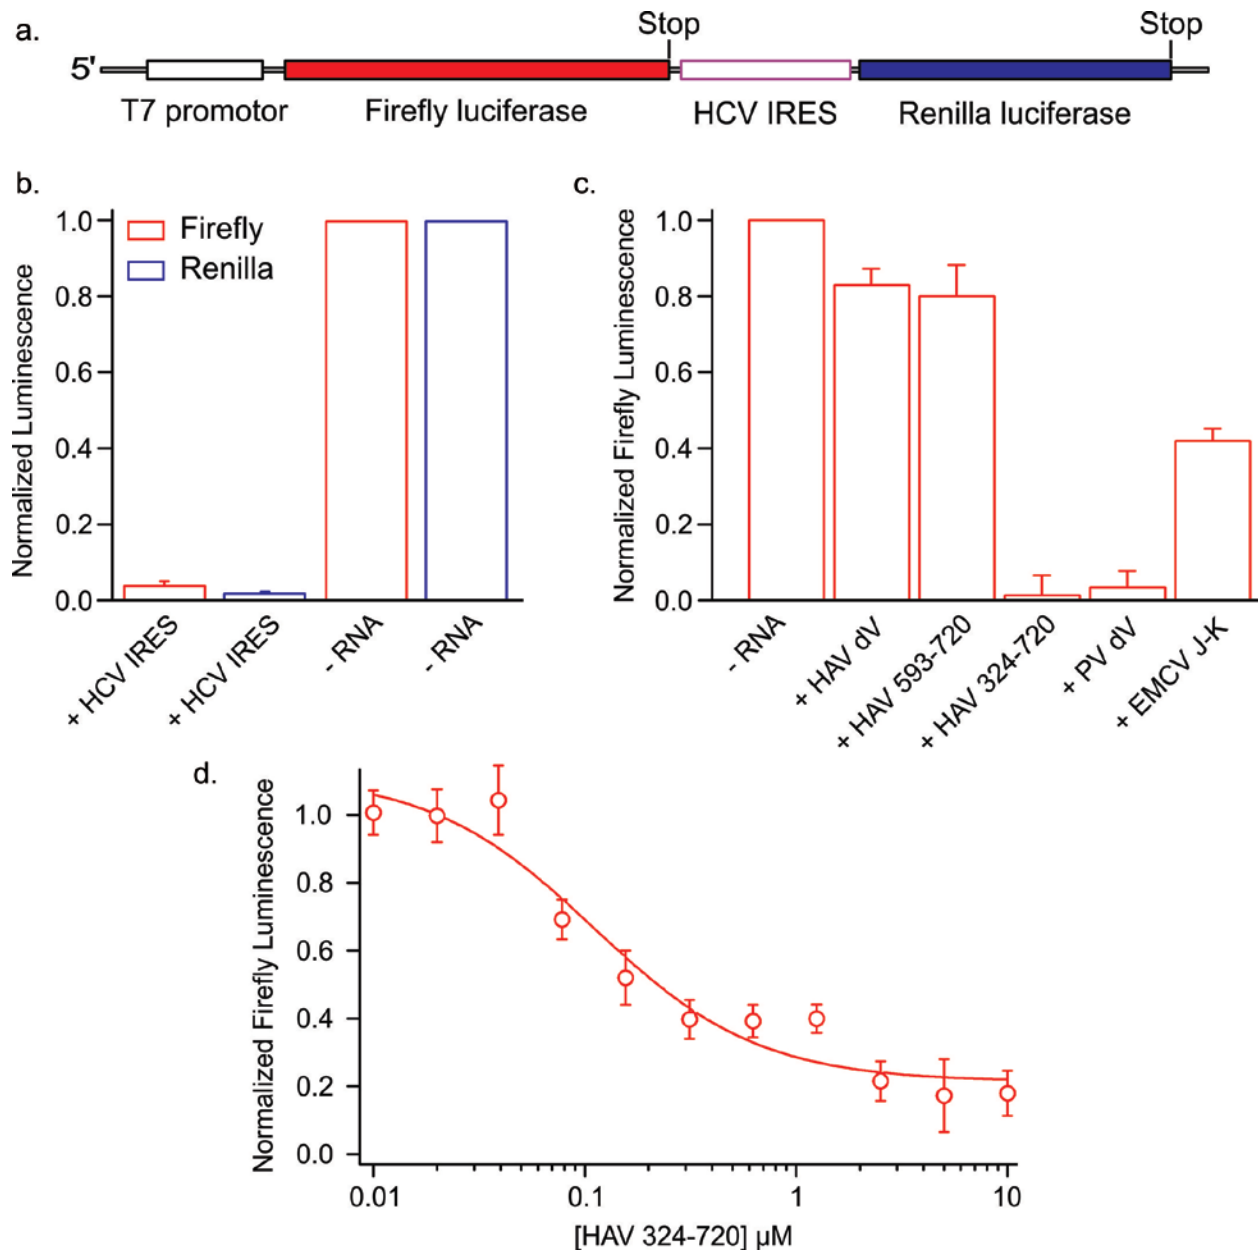 a.
Stop
Stop
5'
T7 promotor
Firefly luciferase
HCV IRES
Renilla luciferase
b.
Normalized Luminescence
1.0
0.8
0.6
0.4
0.2
0.0
Firefly
Renilla
+ HCV IRES
+ HCV IRES
- RNA
- RNA
c.
Normalized Firefly Luminescence
1.0
0.8
0.6
0.4
0.2
0.0
- RNA
+ HAV dV
+ HAV 593-720
+ HAV 324-720
+ PV dV
+ EMCV J-K
d.
Normalized Firefly Luminescence
1.0
0.8
0.6
0.4
0.2
0.0
0.01
0.1
1
10
[HAV 324-720] µM